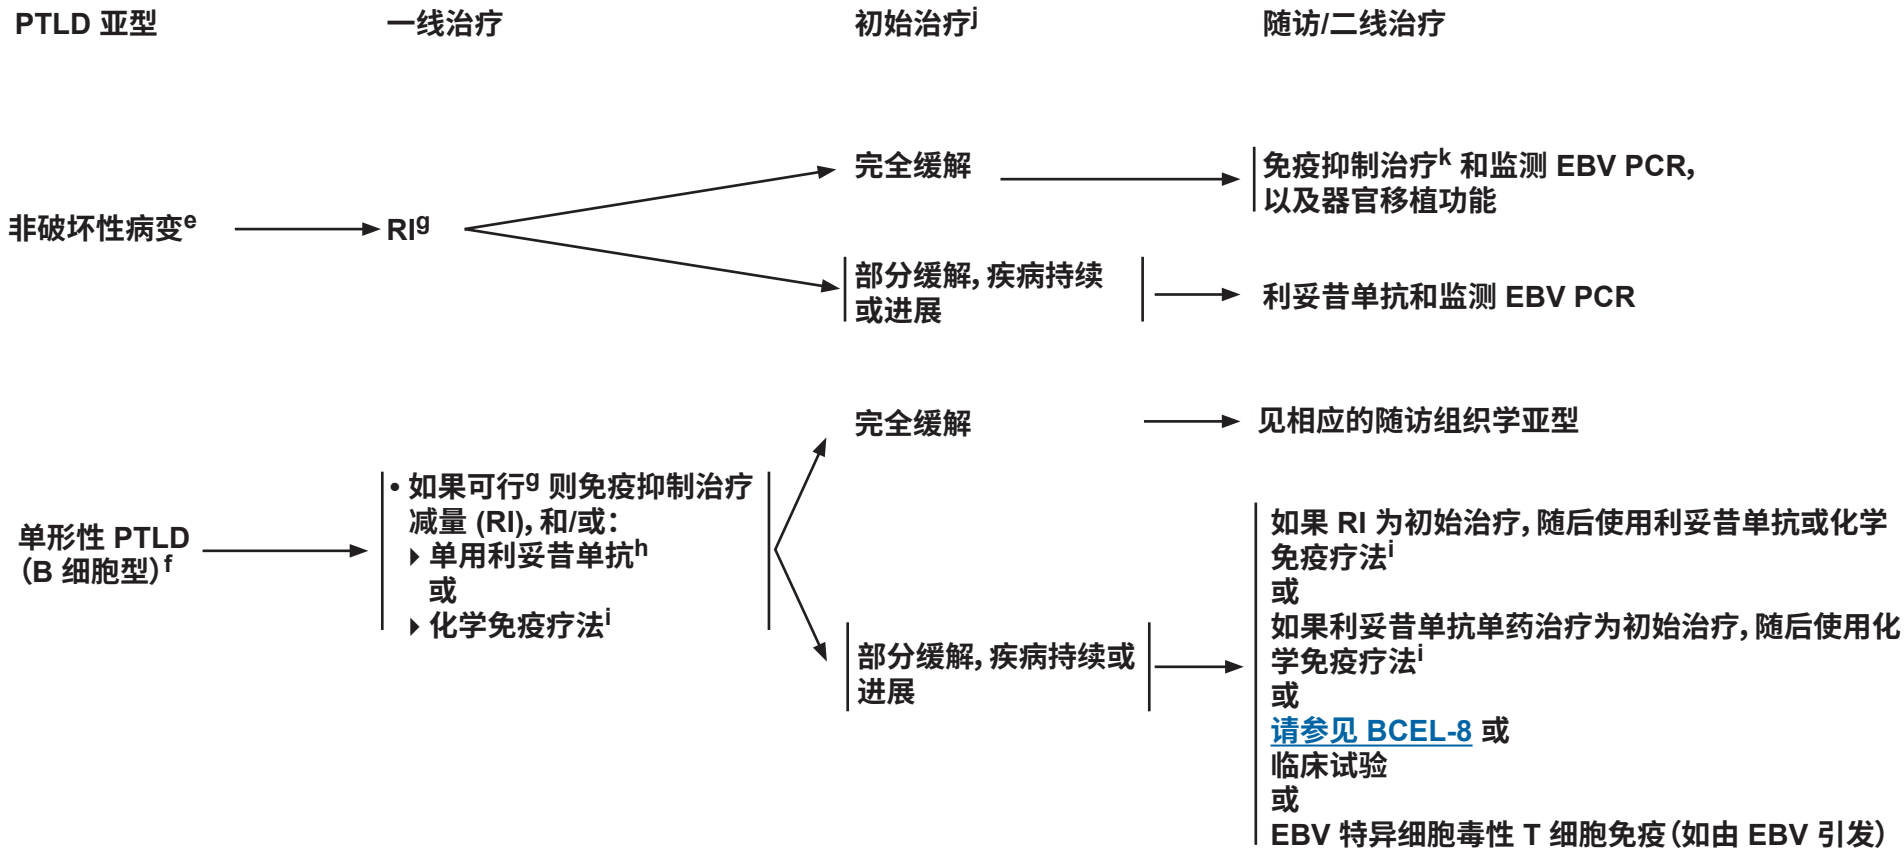 PTLD 亚型
一线治疗
初始治疗j
随访/二线治疗
非破坏性病变e
RIg
完全缓解
免疫抑制治疗k 和监测 EBV PCR,
以及器官移植功能
部分缓解, 疾病持续
或进展
利妥昔单抗和监测 EBV PCR
单形性 PTLD
（B 细胞型）f
• 如果可行g 则免疫抑制治疗
减量 (RI), 和/或：
▸ 单用利妥昔单抗h
或
▸ 化学免疫疗法i
完全缓解
见相应的随访组织学亚型
部分缓解, 疾病持续或
进展
如果 RI 为初始治疗, 随后使用利妥昔单抗或化学
免疫疗法i
或
如果利妥昔单抗单药治疗为初始治疗, 随后使用化
学免疫疗法i
或
请参见 BCEL-8 或
临床试验
或
EBV 特异细胞毒性 T 细胞免疫（如由 EBV 引发）